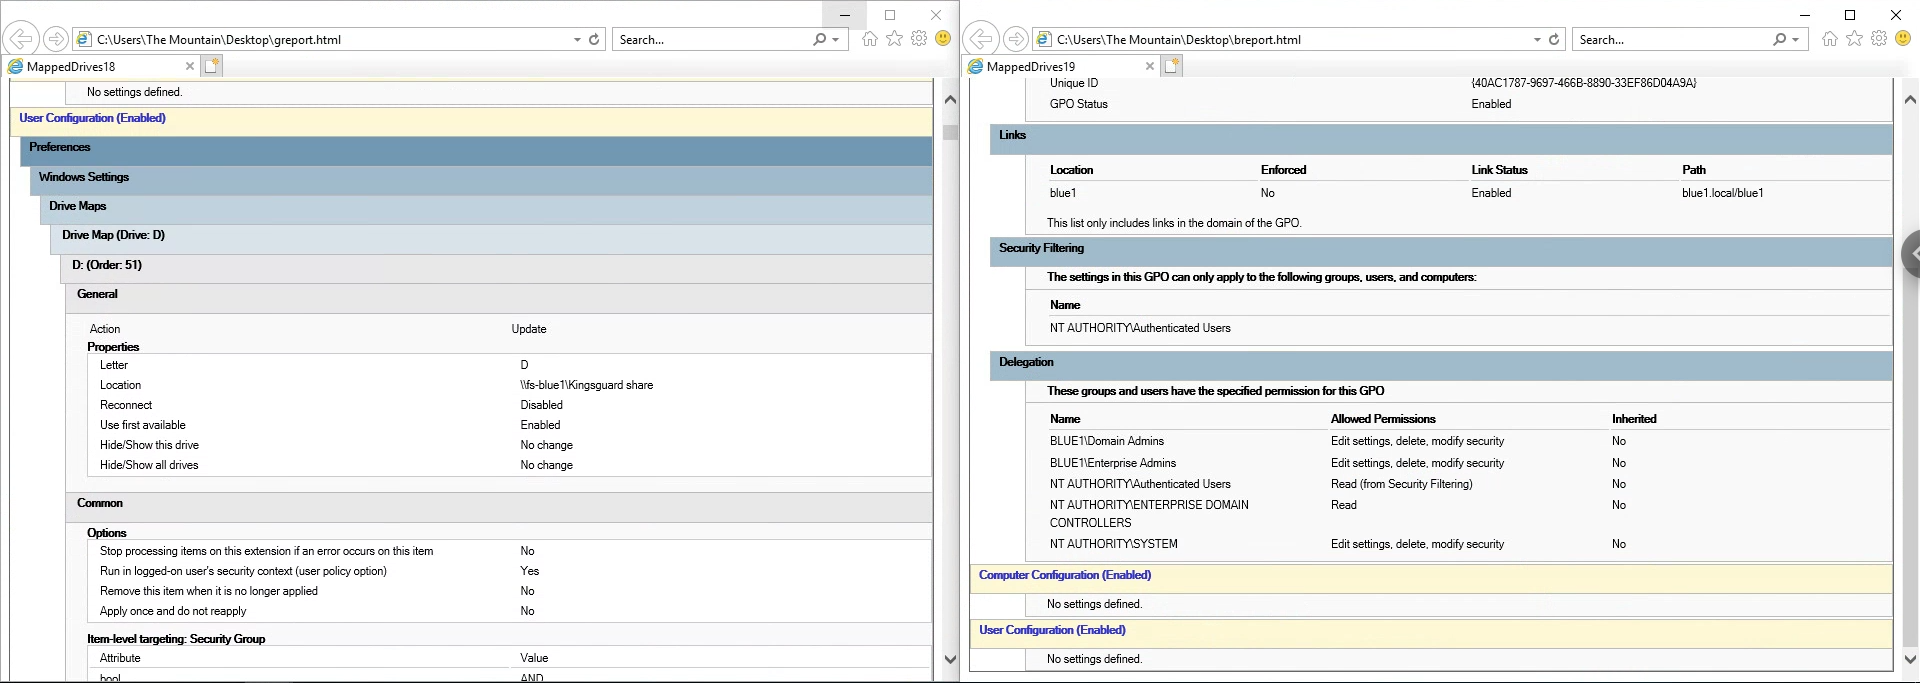 C:\Users\The Mountain\Desktop\greport.html
Search...
MappedDrives18
No settings defined.
User Configuration (Enabled)
Preferences
Windows Settings
Drive Maps
Drive Map (Drive: D)
D: (Order: 51)
General
Action Update
Properties
Letter D
Location \\fs-blue1\Kingsguard share
Reconnect Disabled
Use first available Enabled
Hide/Show this drive No change
Hide/Show all drives No change
Common
Options
Stop processing items on this extension if an error occurs on this item No
Run in logged-on user's security context (user policy option) Yes
Remove this item when it is no longer applied No
Apply once and do not reapply No
Item-level targeting: Security Group
Attribute Value
bool AND
C:\Users\The Mountain\Desktop\breport.html
Search...
MappedDrives19
Unique ID {40AC1787-9697-466B-8890-33EF86D04A9A}
GPO Status Enabled
Links
Location Enforced Link Status Path
blue1 No Enabled blue1.local/blue1
This list only includes links in the domain of the GPO.
Security Filtering
The settings in this GPO can only apply to the following groups, users, and computers:
Name
NT AUTHORITY\Authenticated Users
Delegation
These groups and users have the specified permission for this GPO
Name Allowed Permissions Inherited
BLUE1\Domain Admins Edit settings, delete, modify security No
BLUE1\Enterprise Admins Edit settings, delete, modify security No
NT AUTHORITY\Authenticated Users Read (from Security Filtering) No
NT AUTHORITY\ENTERPRISE DOMAIN Read No
CONTROLLERS
NT AUTHORITY\SYSTEM Edit settings, delete, modify security No
Computer Configuration (Enabled)
No settings defined.
User Configuration (Enabled)
No settings defined.